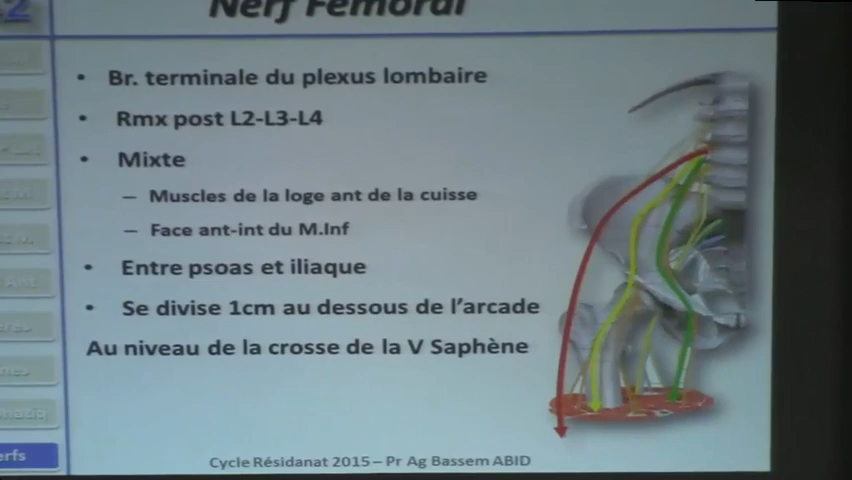 Nerf Fémoral
• Br. terminale du plexus lombaire
• Rmx post L2-L3-L4
• Mixte
– Muscles de la loge ant de la cuisse
– Face ant-int du M.Inf
• Entre psoas et iliaque
• Se divise 1cm au dessous de l'arcade
Au niveau de la crosse de la V Saphène
Cycle Résidanat 2015 – Pr Ag Bassem ABID